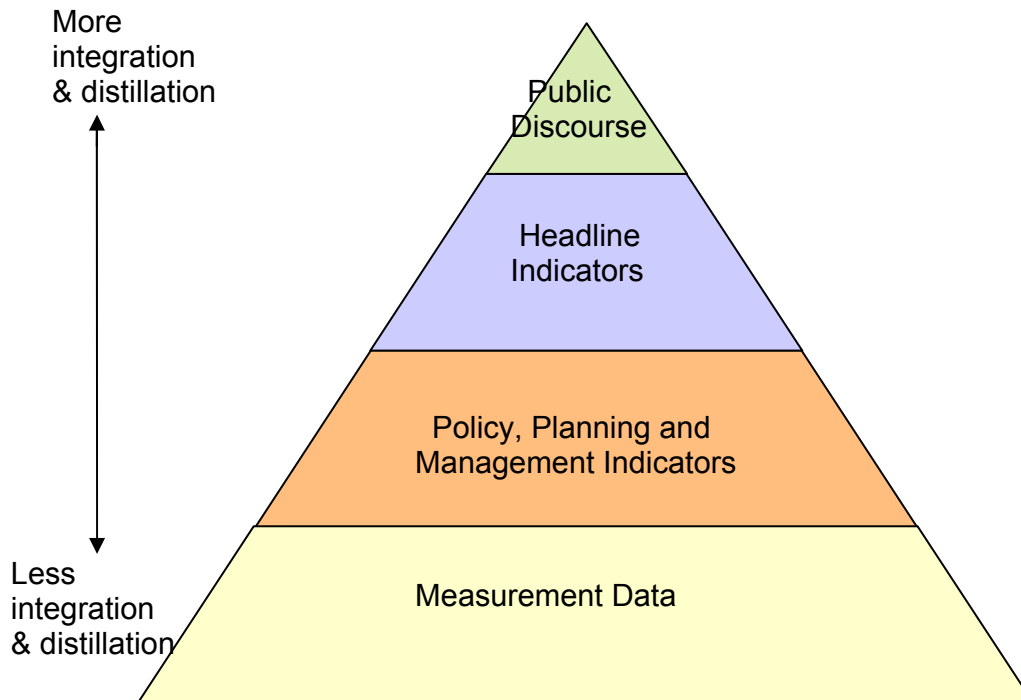 More
integration
& distillation
Public
Discourse
Headline
Indicators
Policy, Planning and
Management Indicators
Less
integration
& distillation
Measurement Data